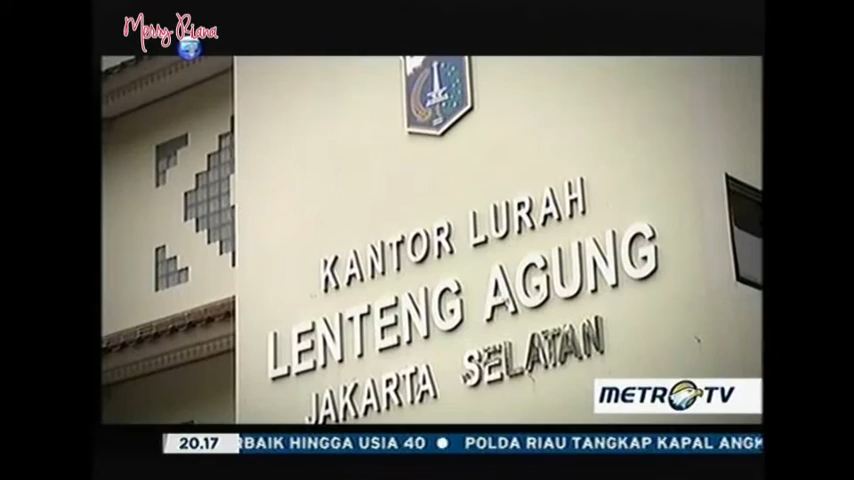 Merry Riana
KANTOR LURAH
LENTENG AGUNG
JAKARTA SELATAN
METRO TV
20.17 RBAIK HINGGA USIA 40 ● POLDA RIAU TANGKAP KAPAL ANGK